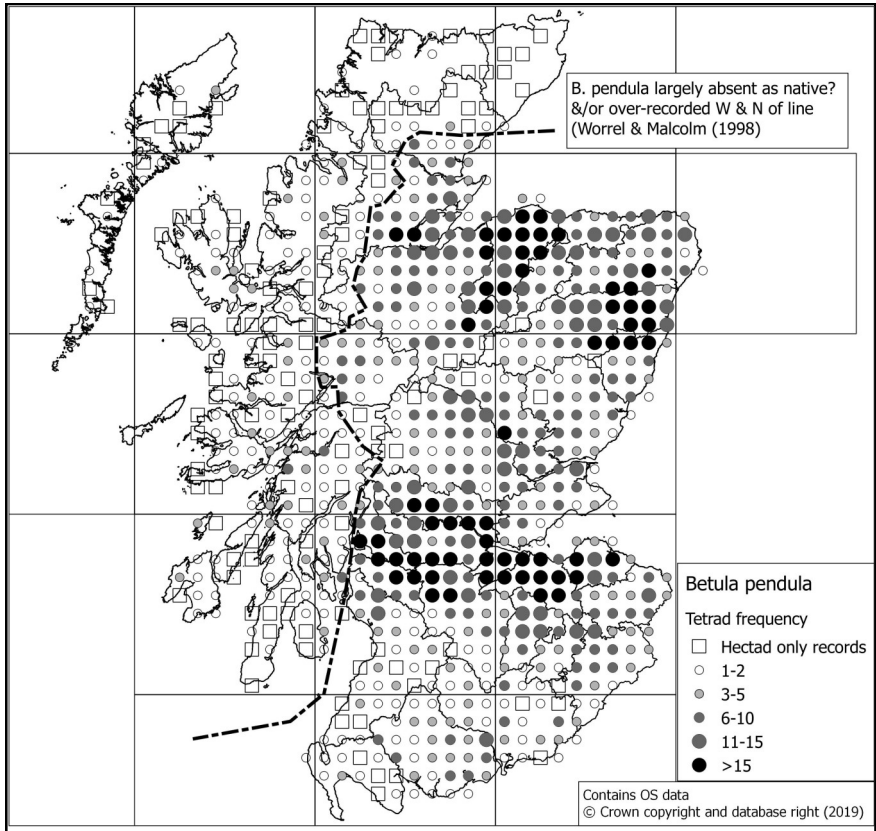 B. pendula largely absent as native?
&/or over-recorded W & N of line
(Worrel & Malcolm (1998)
Betula pendula
Tetrad frequency
Hectad only records
1-2
3-5
6-10
11-15
>15
Contains OS data
© Crown copyright and database right (2019)